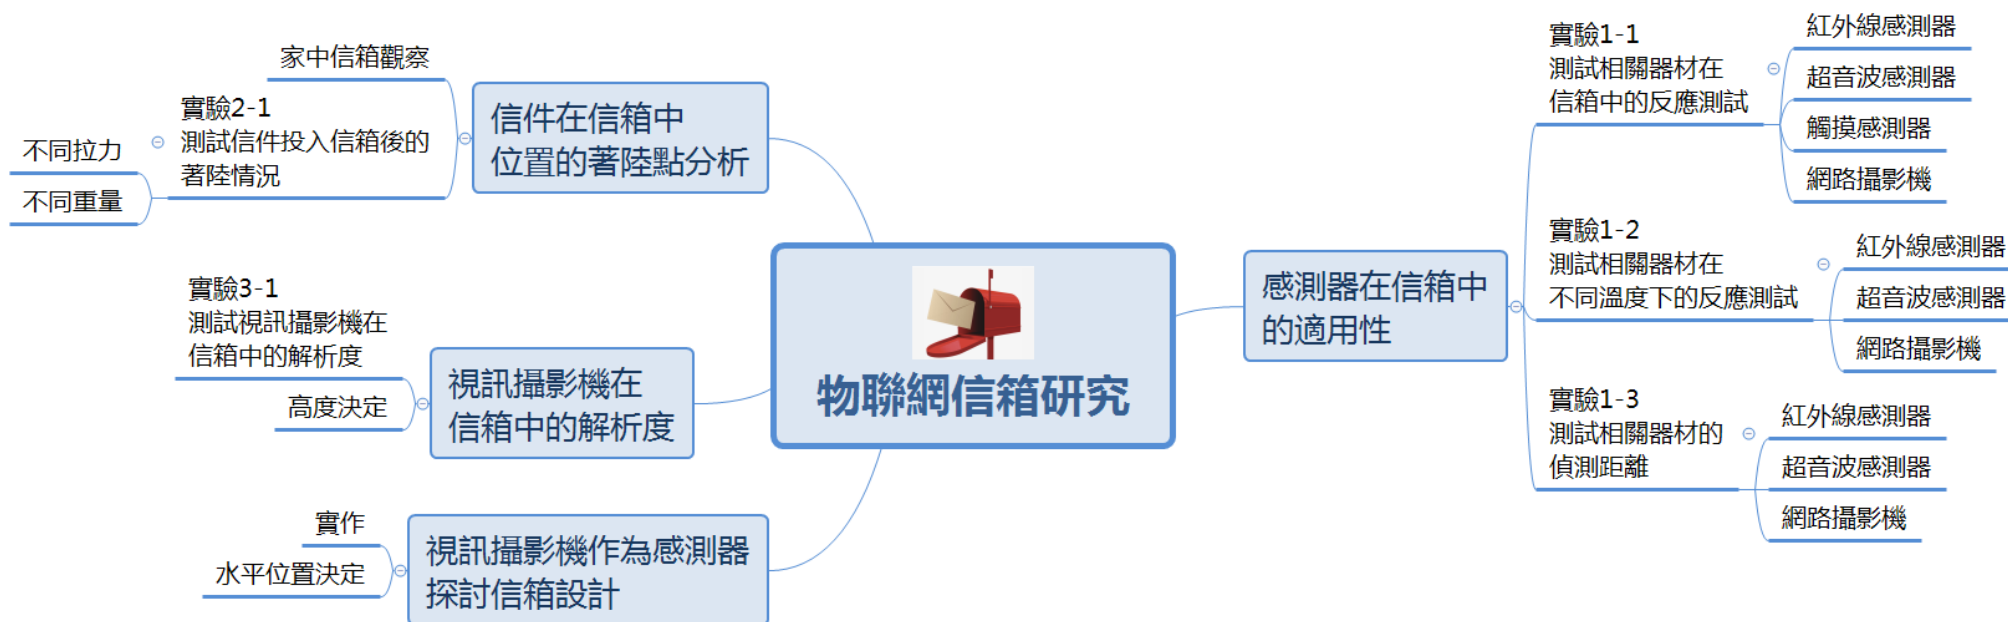 物聯網信箱研究
感測器在信箱中
的適用性
實驗1-1
測試相關器材在
信箱中的反應測試
紅外線感測器
超音波感測器
觸摸感測器
網路攝影機
實驗1-2
測試相關器材在
不同溫度下的反應測試
紅外線感測器
超音波感測器
網路攝影機
實驗1-3
測試相關器材的
偵測距離
紅外線感測器
超音波感測器
網路攝影機
信件在信箱中
位置的著陸點分析
家中信箱觀察
實驗2-1
測試信件投入信箱後的
著陸情況
不同拉力
不同重量
視訊攝影機在
信箱中的解析度
實驗3-1
測試視訊攝影機在
信箱中的解析度
高度決定
視訊攝影機作為感測器
探討信箱設計
實作
水平位置決定